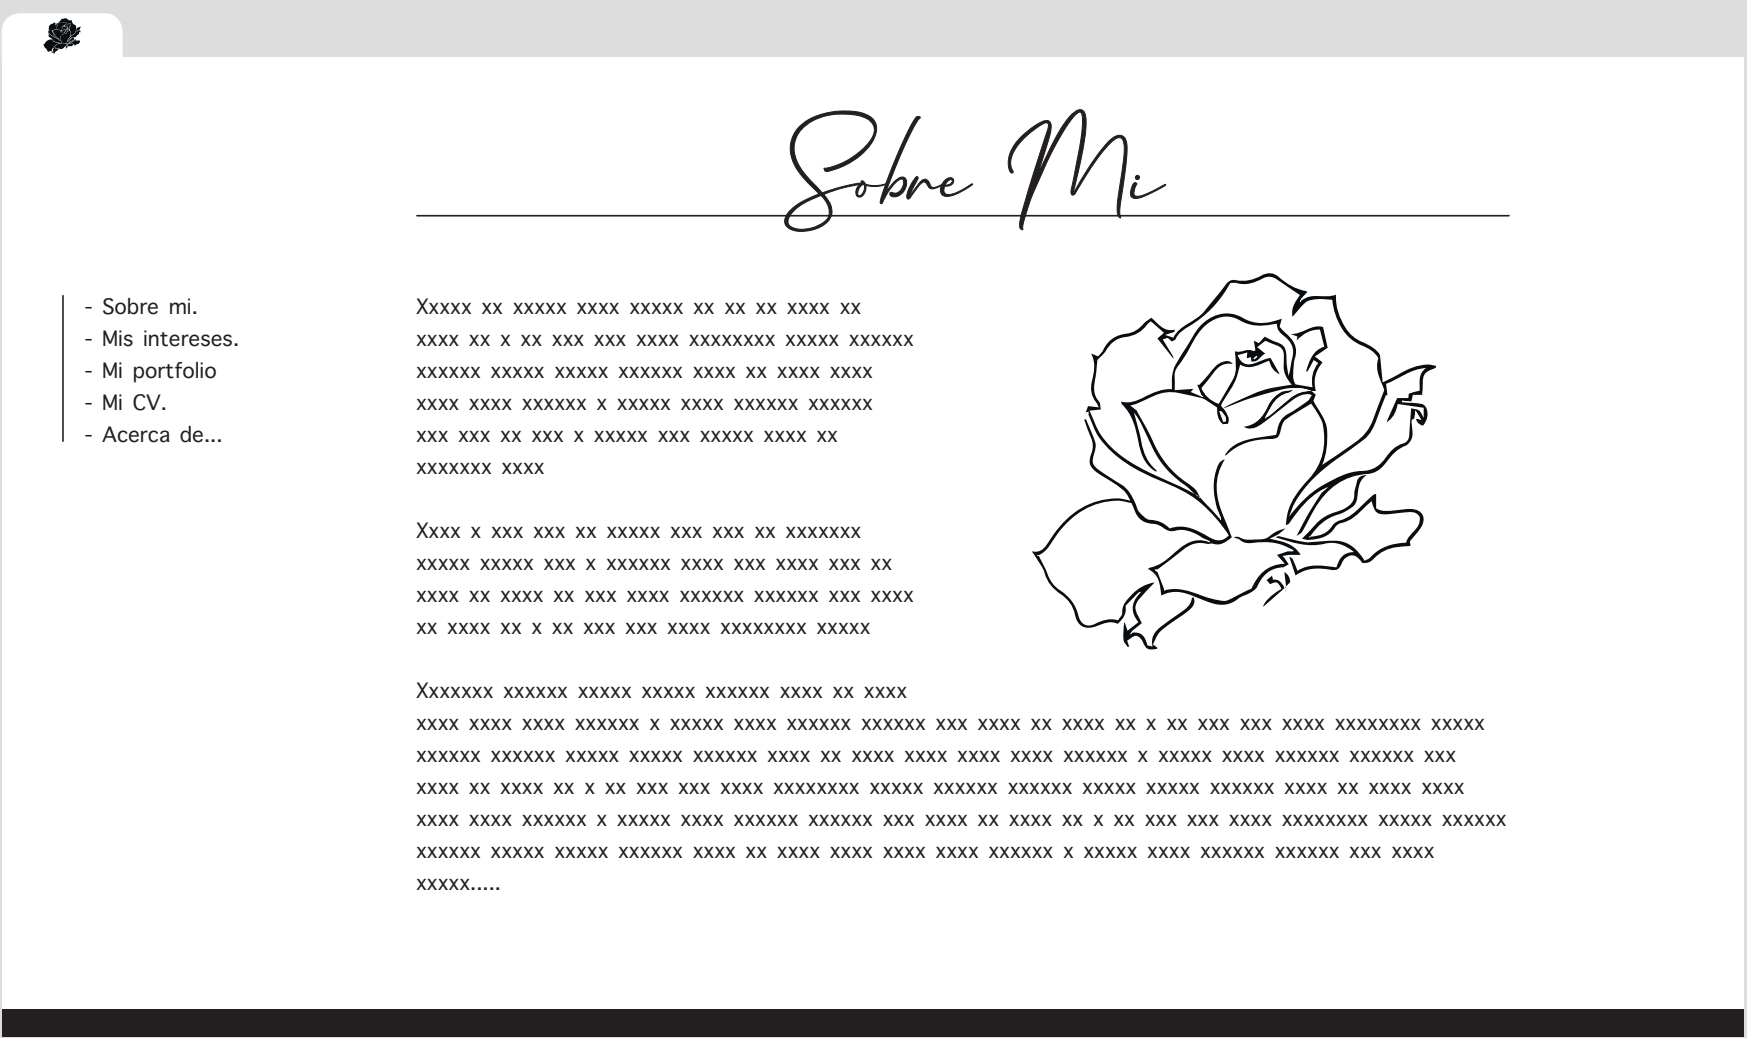 Sobre Mi
- Sobre mi.
- Mis intereses.
- Mi portfolio
- Mi CV.
- Acerca de...
Xxxxx xx xxxxx xxxx xxxxx xx xx xx xxxx xx
xxxx xx x xx xxx xxx xxxx xxxxxxxx xxxxx xxxxxx
xxxxxx xxxxx xxxxx xxxxxx xxxx xx xxxx xxxx
xxxx xxxx xxxxxx x xxxxx xxxx xxxxxx xxxxxx
xxx xxx xx xxx x xxxxx xxx xxxxx xxxx xx
xxxxxxx xxxx
Xxxx x xxx xxx xx xxxxx xxx xxx xx xxxxxxx
xxxxx xxxxx xxx x xxxxxx xxxx xxx xxxx xxx xx
xxxx xx xxxx xx xxx xxxx xxxxxx xxxxxx xxx xxxx
xx xxxx xx x xx xxx xxx xxxx xxxxxxxx xxxxx
Xxxxxxx xxxxxx xxxxx xxxxx xxxxxx xxxx xx xxxx
xxxx xxxx xxxx xxxxxx x xxxxx xxxx xxxxxx xxxxxx xxx xxxx xx xxxx xx x xx xxx xxx xxxx xxxxxxxx xxxxx
xxxxxx xxxxxx xxxxx xxxxx xxxxxx xxxx xx xxxx xxxx xxxx xxxx xxxxxx x xxxxx xxxx xxxxxx xxxxxx xxx
xxxx xx xxxx xx x xx xxx xxx xxxx xxxxxxxx xxxxx xxxxxx xxxxxx xxxxx xxxxx xxxxxx xxxx xx xxxx xxxx
xxxx xxxx xxxxxx x xxxxx xxxx xxxxxx xxxxxx xxx xxxx xx xxxx xx x xx xxx xxx xxxx xxxxxxxx xxxxx xxxxxx
xxxxxx xxxxx xxxxx xxxxxx xxxx xx xxxx xxxx xxxx xxxx xxxxxx x xxxxx xxxx xxxxxx xxxxxx xxx xxxx
xxxxx.....